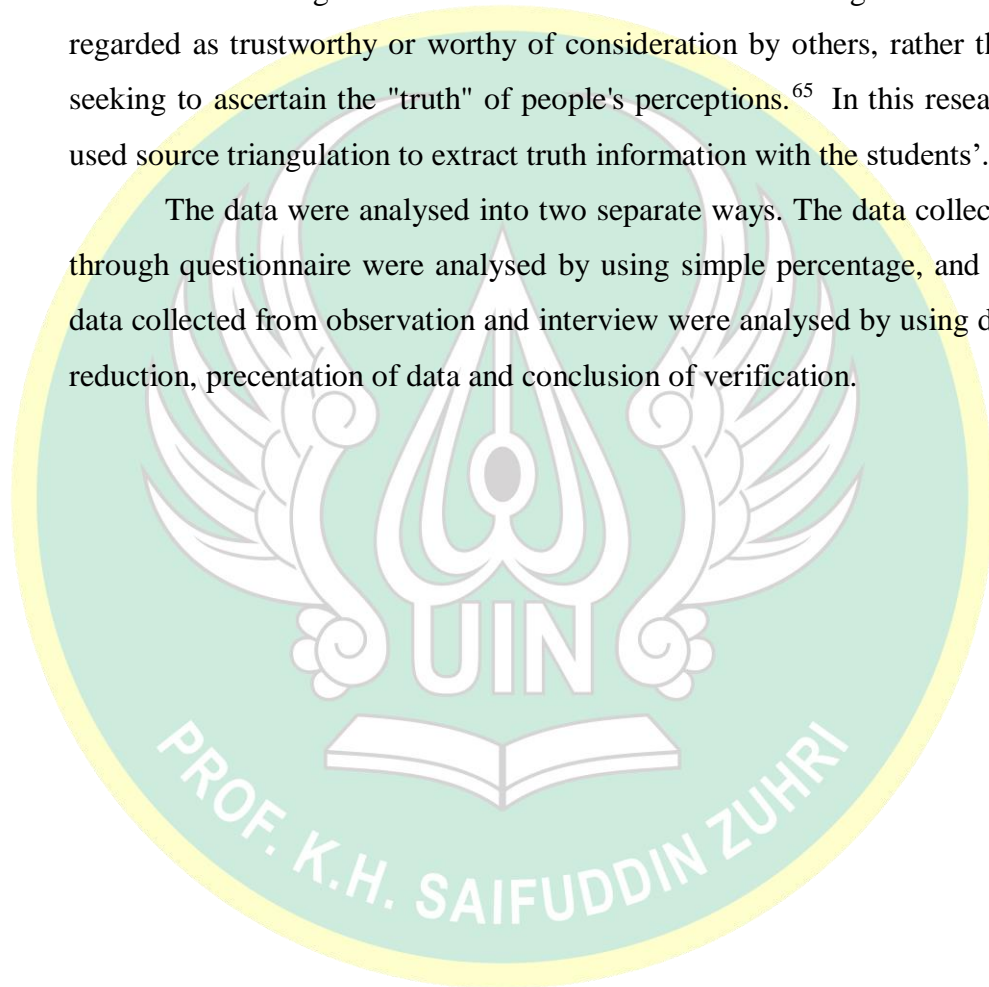 regarded as trustworthy or worthy of consideration by others, rather
seeking to ascertain the "truth" of people's perceptions.⁶⁵ In this
used source triangulation to extract truth information with the students’.
The data were analysed into two separate ways. The data
through questionnaire were analysed by using simple percentage, and
data collected from observation and interview were analysed by using
reduction, precentation of data and conclusion of verification.
UIN
PROF. K.H. SAIFUDDIN ZUHRI